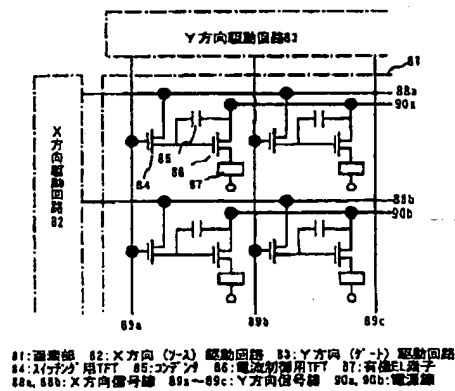 Y方向駆動回路83
81
88a
90a
X方向駆動回路82
84
85
86
87
88b
90b
89a
89b
89c
81:画素部 82:X方向(ソース)駆動回路 83:Y方向(ゲート)駆動回路
84:スイッチング用TFT 85:コンデンサ 86:電流制御用TFT 87:有機EL素子
88a,88b:X方向信号線 89a〜89c:Y方向信号線 90a,90b:電源線